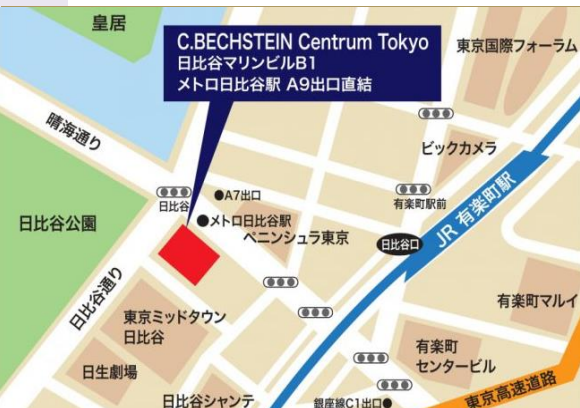 皇居
C.BECHSTEIN Centrum Tokyo
日比谷マリンビルB1
メトロ日比谷駅 A9出口直結
東京国際フォーラム
晴海通り
ビックカメラ
日比谷
●A7出口
有楽町駅前
JR 有楽町駅
日比谷公園
●メトロ日比谷駅
ペニンシュラ東京
日比谷口
日比谷通り
東京ミッドタウン
日比谷
有楽町マルイ
日生劇場
有楽町
センタービル
日比谷シャンテ
銀座線C1出口●
東京高速道路